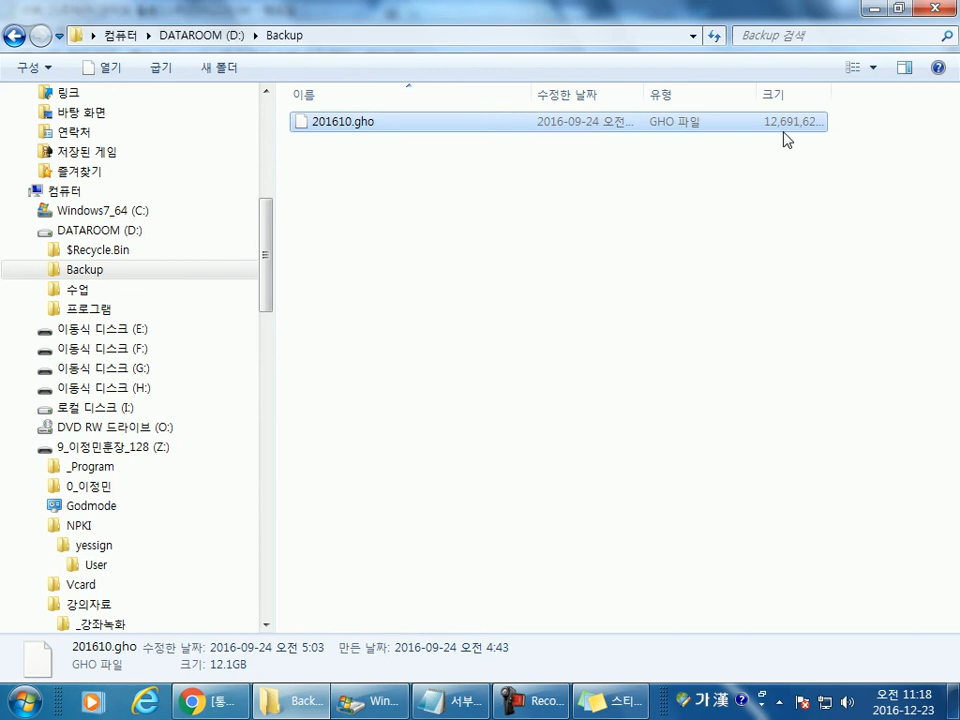 컴퓨터 DATAROOM (D:) Backup
Backup 검색
구성 열기 굽기 새 폴더
이름 수정한 날짜 유형 크기
201610.gho 2016-09-24 오전... GHO 파일 12,691,62...
링크
바탕 화면
연락처
저장된 게임
즐겨찾기
컴퓨터
Windows7_64 (C:)
DATAROOM (D:)
$Recycle.Bin
Backup
수업
프로그램
이동식 디스크 (E:)
이동식 디스크 (F:)
이동식 디스크 (G:)
이동식 디스크 (H:)
로컬 디스크 (I:)
DVD RW 드라이브 (O:)
9_이정민훈장_128 (Z:)
_Program
0_이정민
Godmode
NPKI
yessign
User
Vcard
강의자료
_강좌녹화
201610.gho 수정한 날짜: 2016-09-24 오전 5:03 만든 날짜: 2016-09-24 오전 4:43
GHO 파일 크기: 12.1GB
[통... Back... Win... 서부... Reco... 스티... 가 漢 오전 11:18
2016-12-23